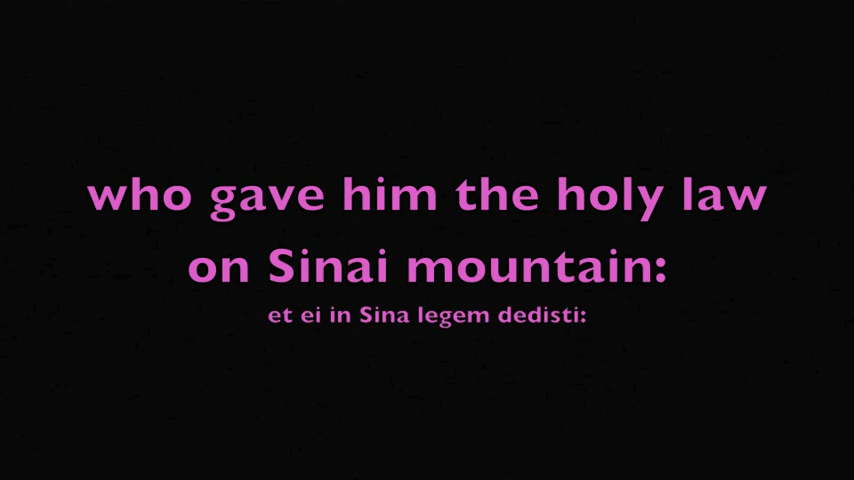 who gave him the holy law
on Sinai mountain:
et ei in Sina legem dedisti: